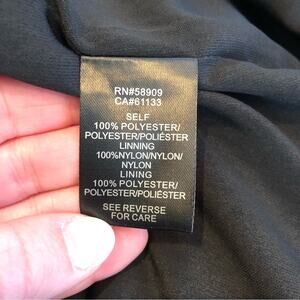 RN#58909
CA#61133
SELF
100% POLYESTER/
POLYESTER/POLIÉSTER
LINNING
100%NYLON/NYLON/
NYLON
LINING
100% POLYESTER/
POLYESTER/POLIÉSTER
SEE REVERSE
FOR CARE